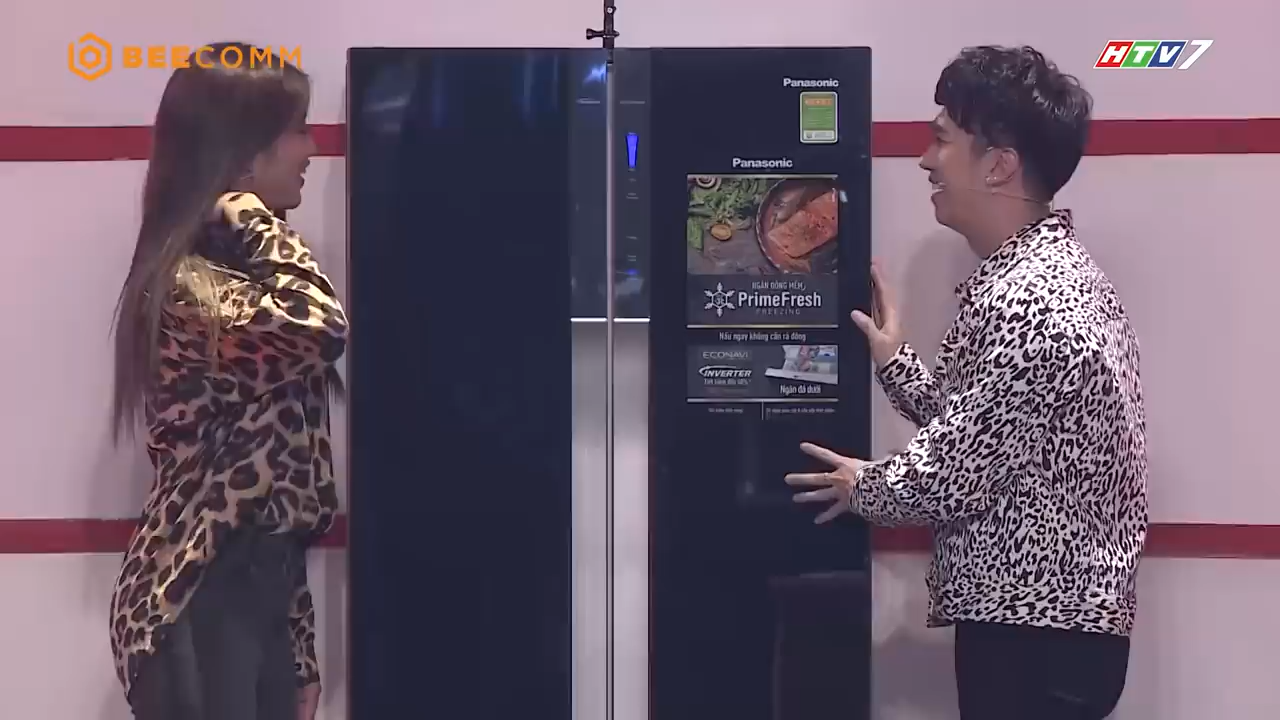 BEECOMM
HTV7
Panasonic
Panasonic
NGĂN ĐÔNG MỀM
PrimeFresh
FREEZING
Nấu ngay không cần rã đông
ECONAVI
INVERTER
Ngăn đá dưới